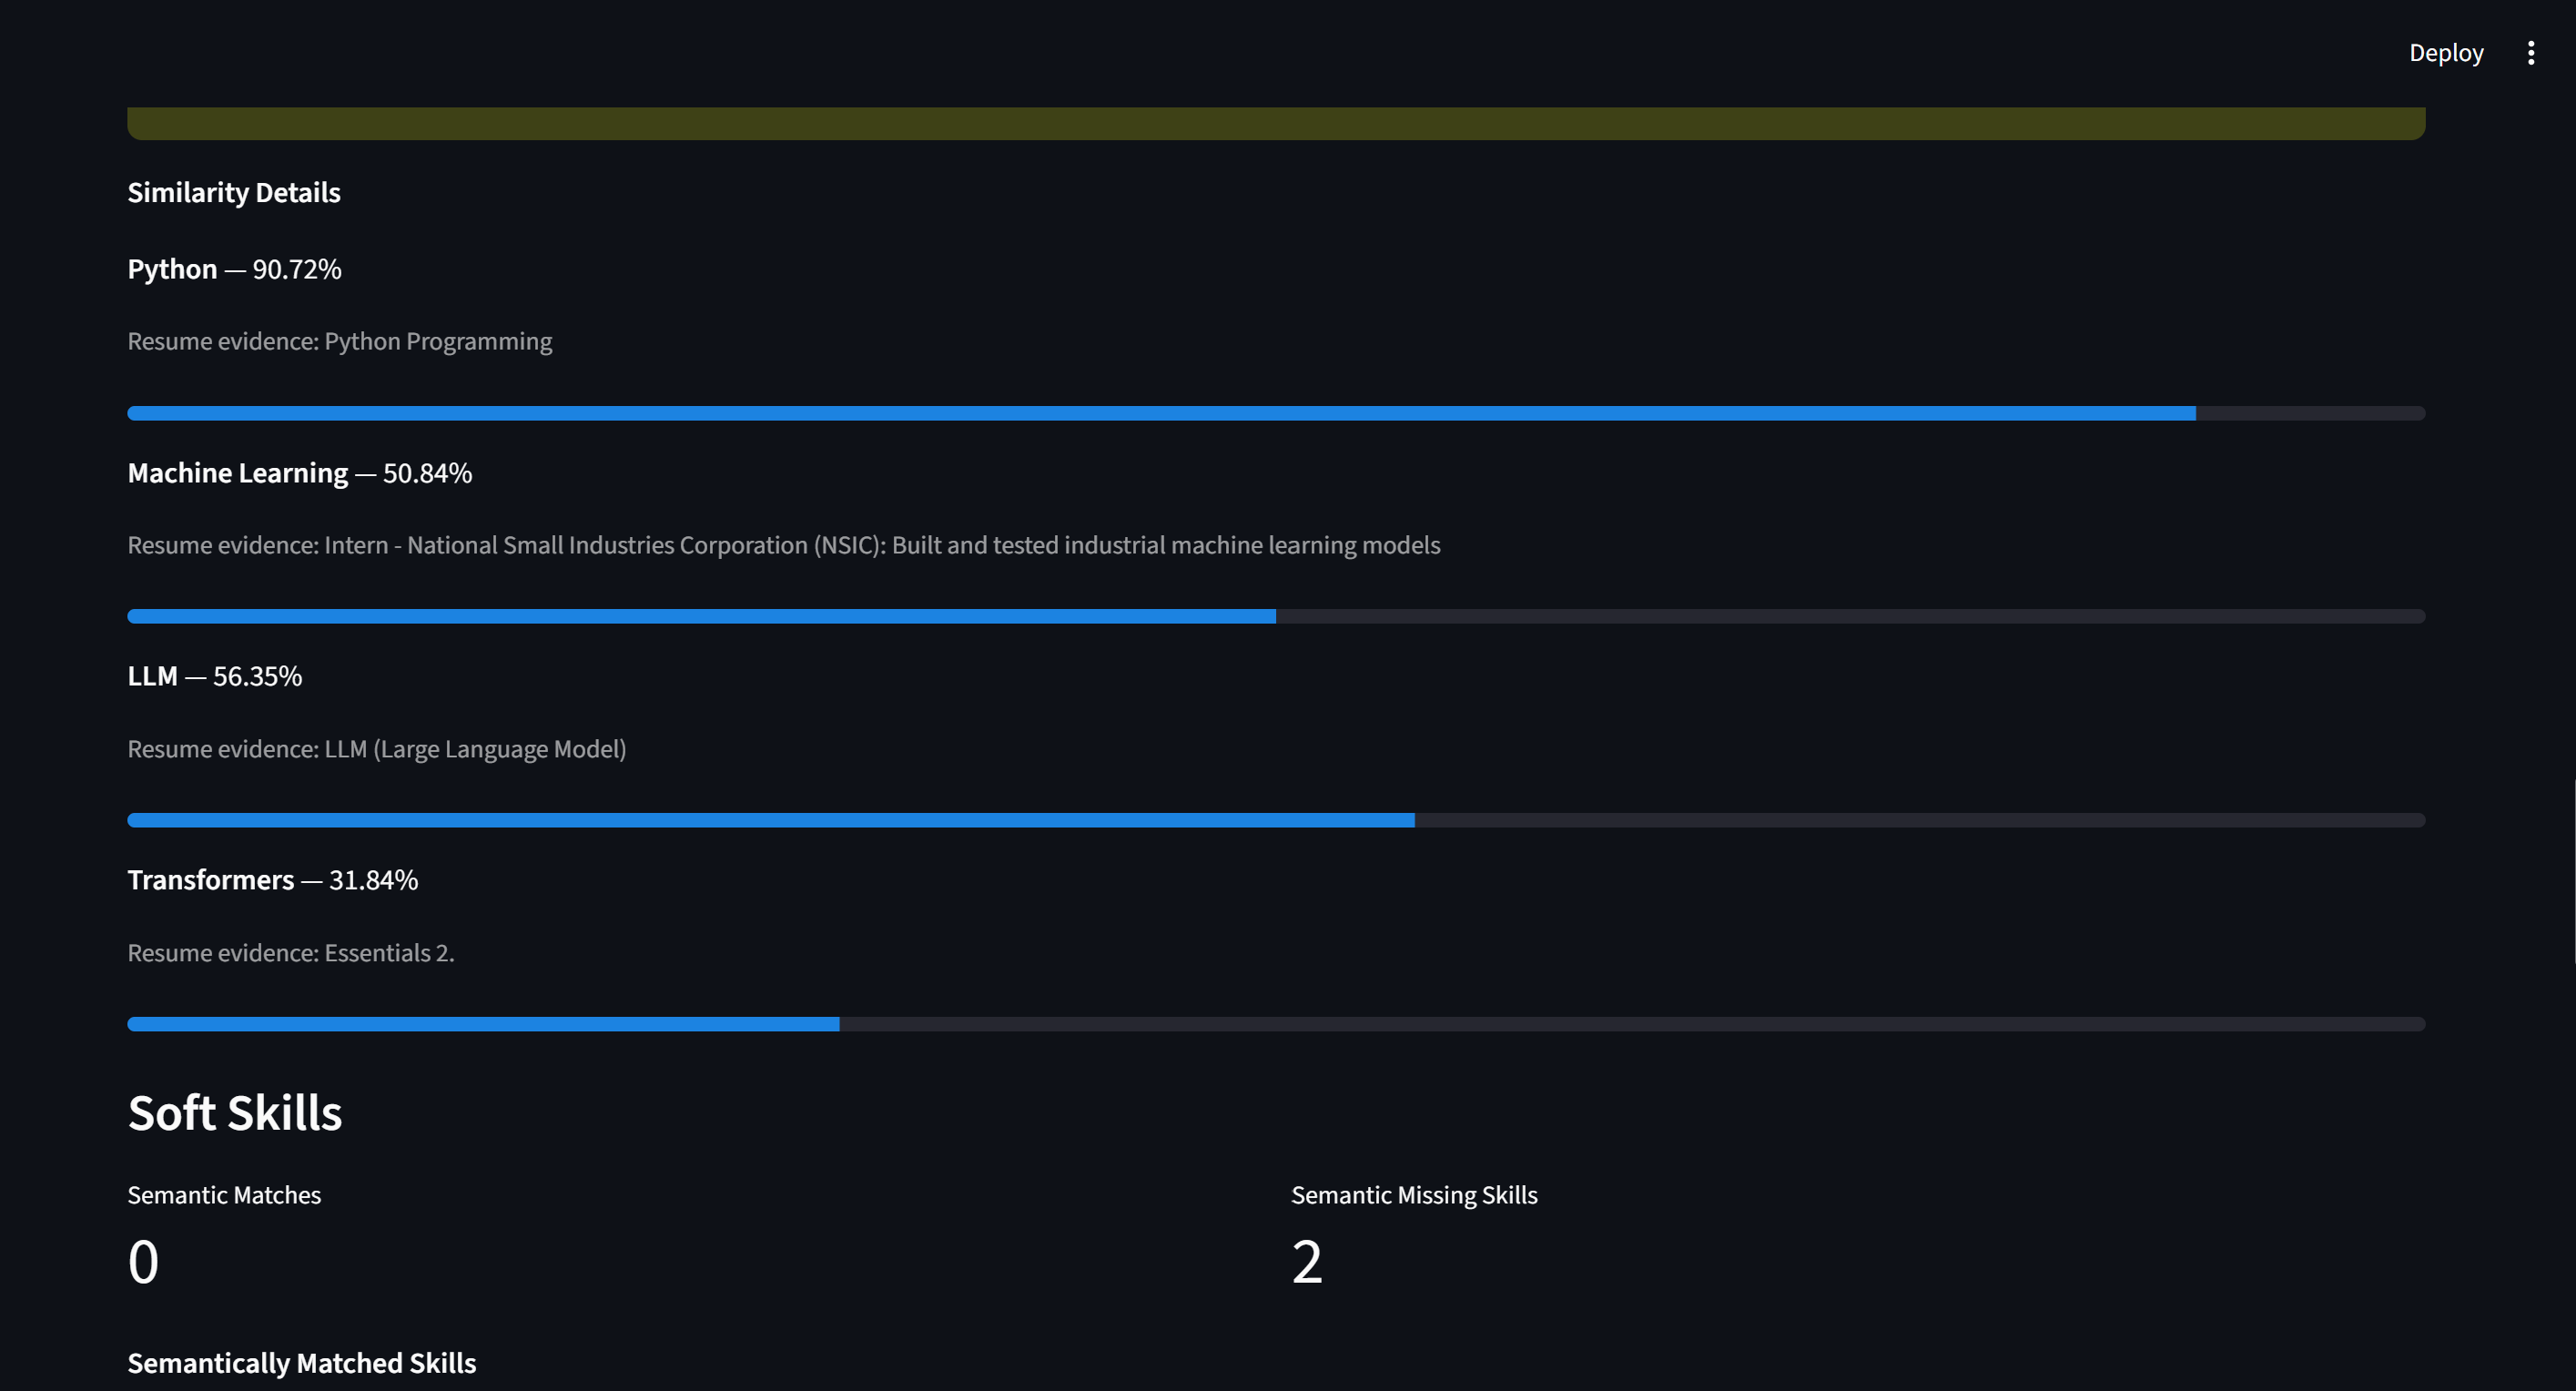 Deploy
Similarity Details
Python — 90.72%
Resume evidence: Python Programming
Machine Learning — 50.84%
Resume evidence: Intern - National Small Industries Corporation (NSIC): Built and tested industrial machine learning models
LLM — 56.35%
Resume evidence: LLM (Large Language Model)
Transformers — 31.84%
Resume evidence: Essentials 2.
Soft Skills
Semantic Matches
0
Semantic Missing Skills
2
Semantically Matched Skills